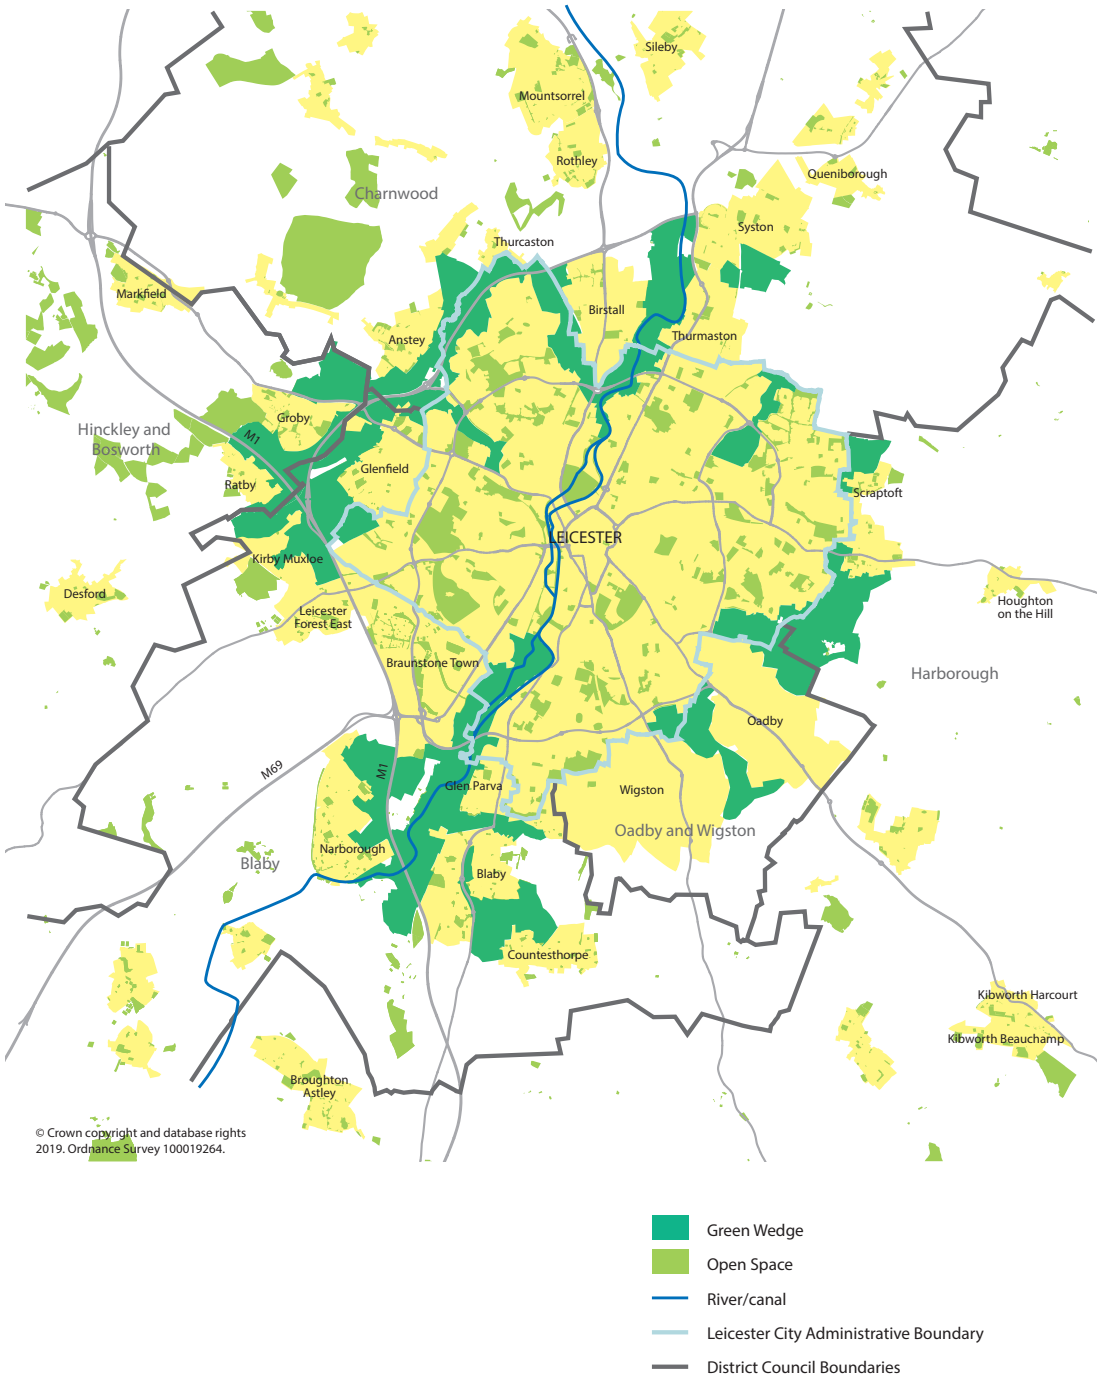 Sileby
Mountsorrel
Rothley
Queniborough
Charnwood
Syston
Thurcaston
Markfield
Birstall
Anstey
Thurmaston
Groby
Hinckley and
Bosworth
M1
Glenfield
Ratby
Scraptoft
LEICESTER
Kirby Muxloe
Desford
Houghton
on the Hill
Leicester
Forest East
Braunstone Town
Harborough
Oadby
M69
M1
Glen Parva
Wigston
Oadby and Wigston
Narborough
Blaby
Blaby
Countesthorpe
Kibworth Harcourt
Kibworth Beauchamp
Broughton
Astley
© Crown copyright and database rights
2019. Ordnance Survey 100019264.
Green Wedge
Open Space
River/canal
Leicester City Administrative Boundary
District Council Boundaries